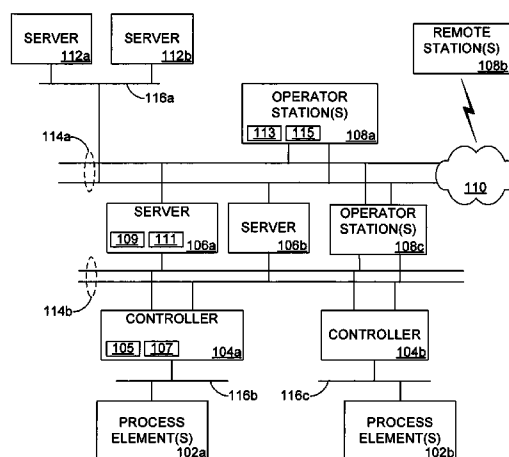 SERVER
112a
SERVER
112b
REMOTE
STATION(S)
108b
116a
OPERATOR
STATION(S)
113 115
108a
114a
110
SERVER
109 111
106a
SERVER
106b
OPERATOR
STATION(S)
108c
114b
CONTROLLER
105 107
104a
CONTROLLER
104b
116b
116c
PROCESS
ELEMENT(S)
102a
PROCESS
ELEMENT(S)
102b